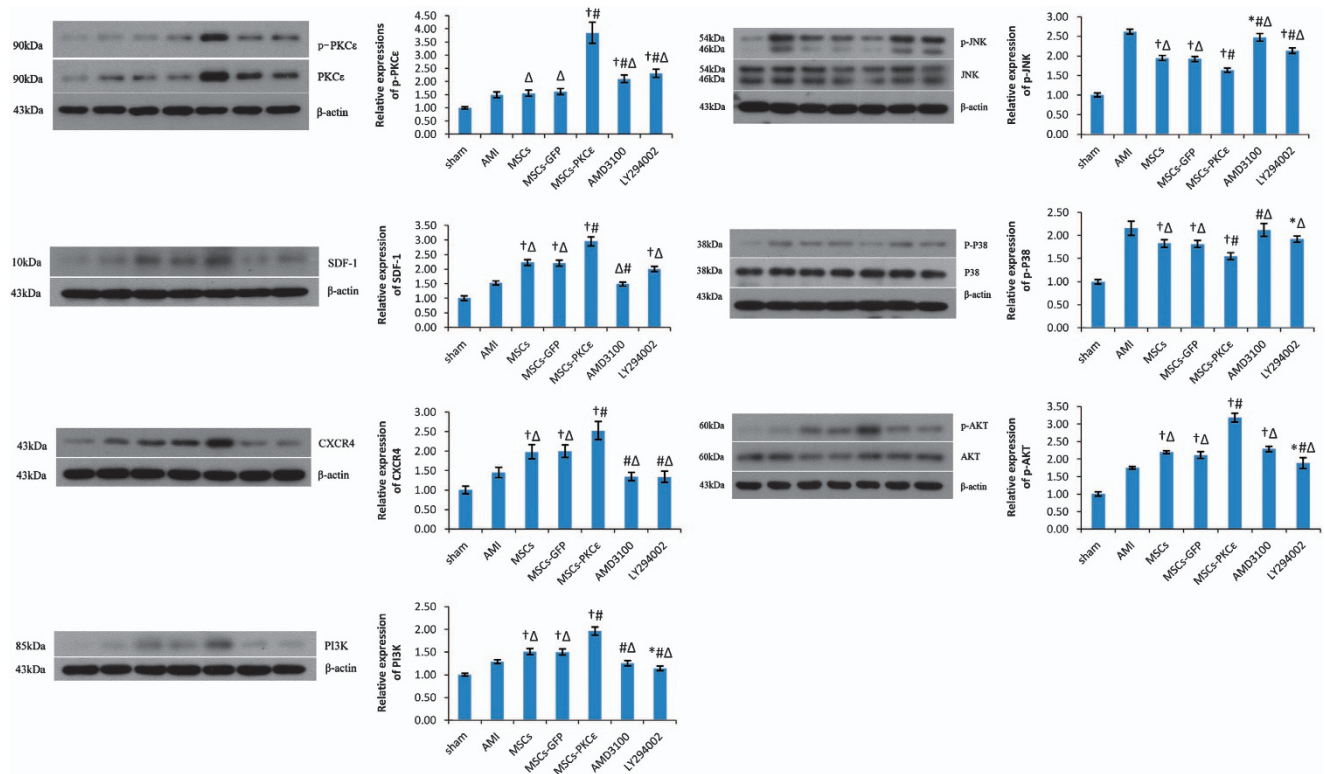 90kDa
p-PKCε
90kDa
PKCε
43kDa
β-actin
Relative expressions
of p-PKCε
4.50
4.00
3.50
3.00
2.50
2.00
1.50
1.00
0.50
0.00
Δ
Δ
†#
†#Δ
†#Δ
sham
AMI
MSCs
MSCs-GFP
MSCs-PKCε
AMD3100
LY294002
54kDa
46kDa
p-JNK
54kDa
46kDa
JNK
43kDa
β-actin
Relative expression
of p-JNK
3.00
2.50
2.00
1.50
1.00
0.50
0.00
†Δ
†Δ
†#
*#Δ
†#Δ
sham
AMI
MSCs
MSCs-GFP
MSCs-PKCε
AMD3100
LY294002
10kDa
SDF-1
43kDa
β-actin
Relative expression
of SDF-1
3.50
3.00
2.50
2.00
1.50
1.00
0.50
0.00
†Δ
†Δ
†#
Δ#
†Δ
sham
AMI
MSCs
MSCs-GFP
MSCs-PKCε
AMD3100
LY294002
38kDa
P-P38
38kDa
P38
43kDa
β-actin
Relative expression
of p-P38
2.50
2.00
1.50
1.00
0.50
0.00
†Δ
†Δ
†#
#Δ
*Δ
sham
AMI
MSCs
MSCs-GFP
MSCs-PKCε
AMD3100
LY294002
43kDa
CXCR4
43kDa
β-actin
Relative expression
of CXCR4
3.00
2.50
2.00
1.50
1.00
0.50
0.00
†Δ
†Δ
†#
#Δ
#Δ
sham
AMI
MSCs
MSCs-GFP
MSCs-PKCε
AMD3100
LY294002
60kDa
p-AKT
60kDa
AKT
43kDa
β-actin
Relative expression
of p-AKT
3.50
3.00
2.50
2.00
1.50
1.00
0.50
0.00
†Δ
†Δ
†#
†Δ
*#Δ
sham
AMI
MSCs
MSCs-GFP
MSCs-PKCε
AMD3100
LY294002
85kDa
PI3K
43kDa
β-actin
Relative expression
of PI3K
2.50
2.00
1.50
1.00
0.50
0.00
†Δ
†Δ
†#
#Δ
*#Δ
sham
AMI
MSCs
MSCs-GFP
MSCs-PKCε
AMD3100
LY294002